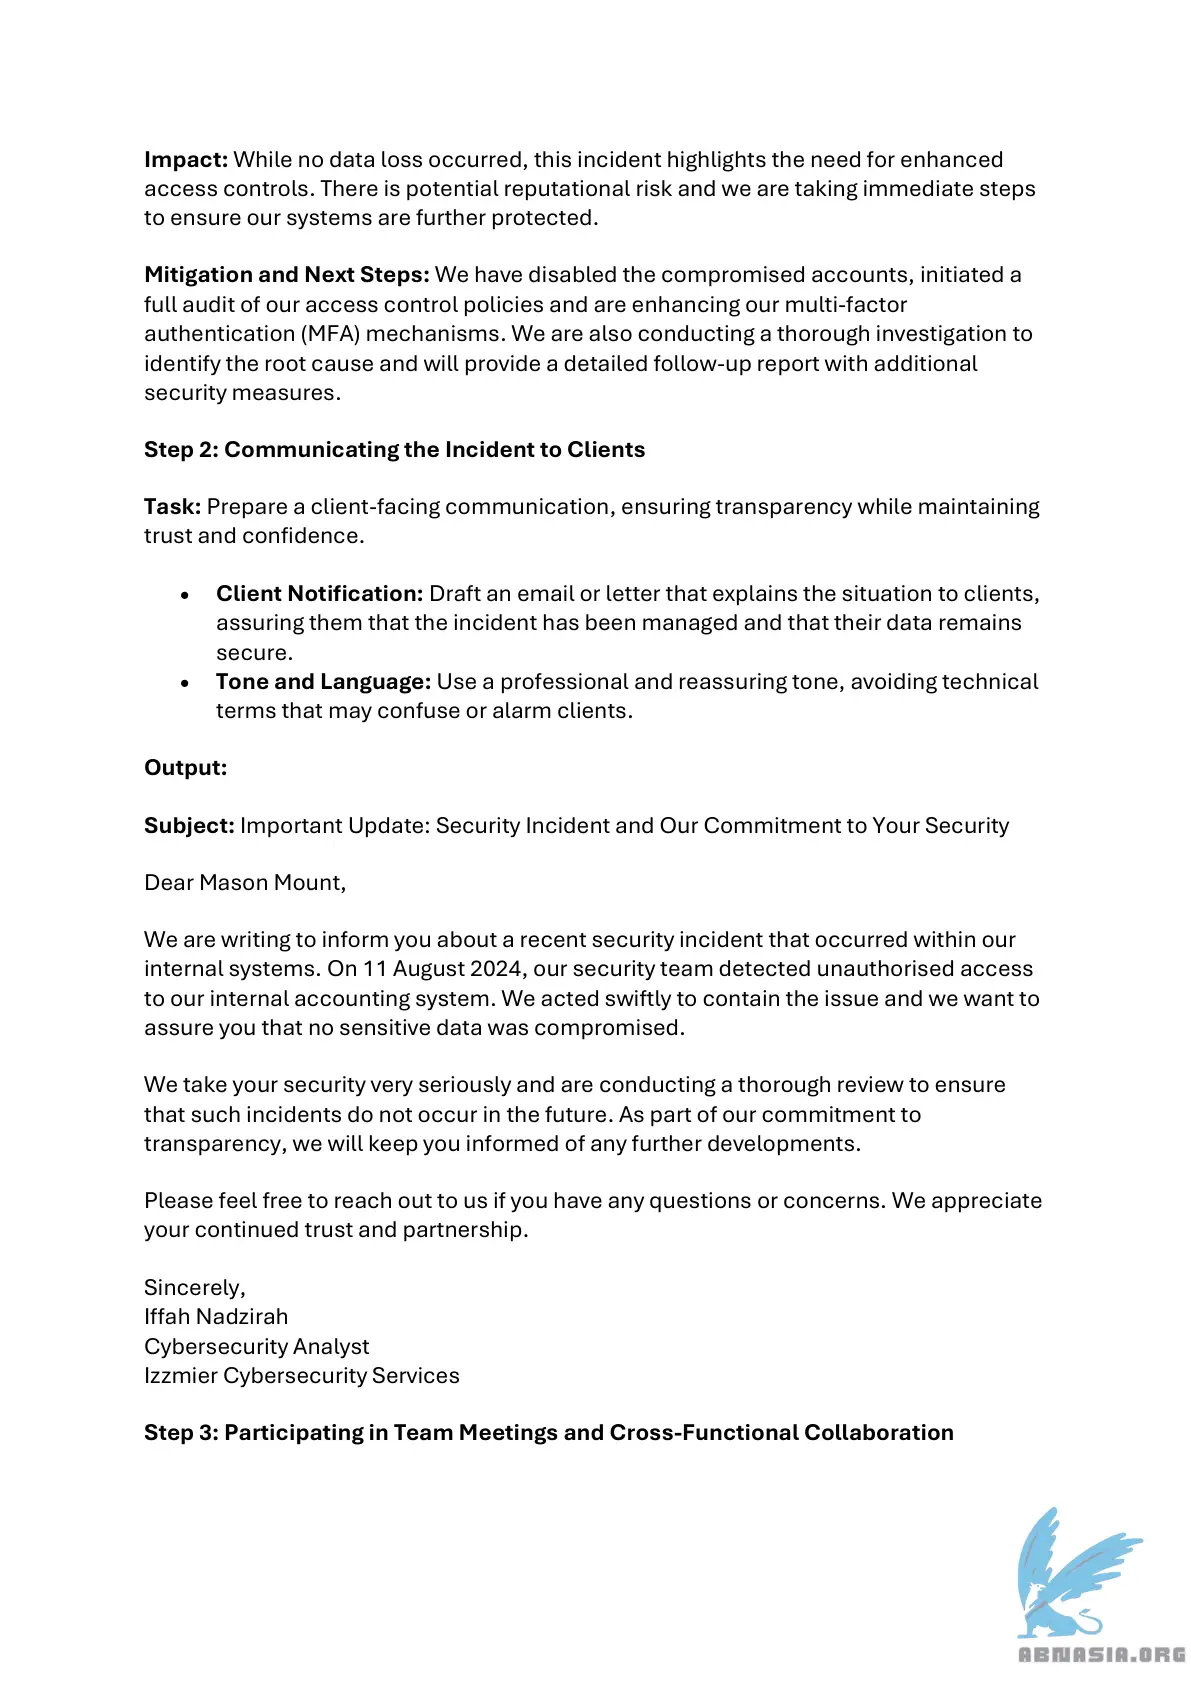 Impact: While no data loss occurred, this incident highlights the need for enhanced
access controls. There is potential reputational risk and we are taking immediate steps
to ensure our systems are further protected.
Mitigation and Next Steps: We have disabled the compromised accounts, initiated a
full audit of our access control policies and are enhancing our multi-factor
authentication (MFA) mechanisms. We are also conducting a thorough investigation to
identify the root cause and will provide a detailed follow-up report with additional
security measures.
Step 2: Communicating the Incident to Clients
Task: Prepare a client-facing communication, ensuring transparency while maintaining
trust and confidence.
• Client Notification: Draft an email or letter that explains the situation to clients,
assuring them that the incident has been managed and that their data remains
secure.
• Tone and Language: Use a professional and reassuring tone, avoiding technical
terms that may confuse or alarm clients.
Output:
Subject: Important Update: Security Incident and Our Commitment to Your Security
Dear Mason Mount,
We are writing to inform you about a recent security incident that occurred within our
internal systems. On 11 August 2024, our security team detected unauthorised access
to our internal accounting system. We acted swiftly to contain the issue and we want to
assure you that no sensitive data was compromised.
We take your security very seriously and are conducting a thorough review to ensure
that such incidents do not occur in the future. As part of our commitment to
transparency, we will keep you informed of any further developments.
Please feel free to reach out to us if you have any questions or concerns. We appreciate
your continued trust and partnership.
Sincerely,
Iffah Nadzirah
Cybersecurity Analyst
Izzmier Cybersecurity Services
Step 3: Participating in Team Meetings and Cross-Functional Collaboration
ABNASIA.ORG